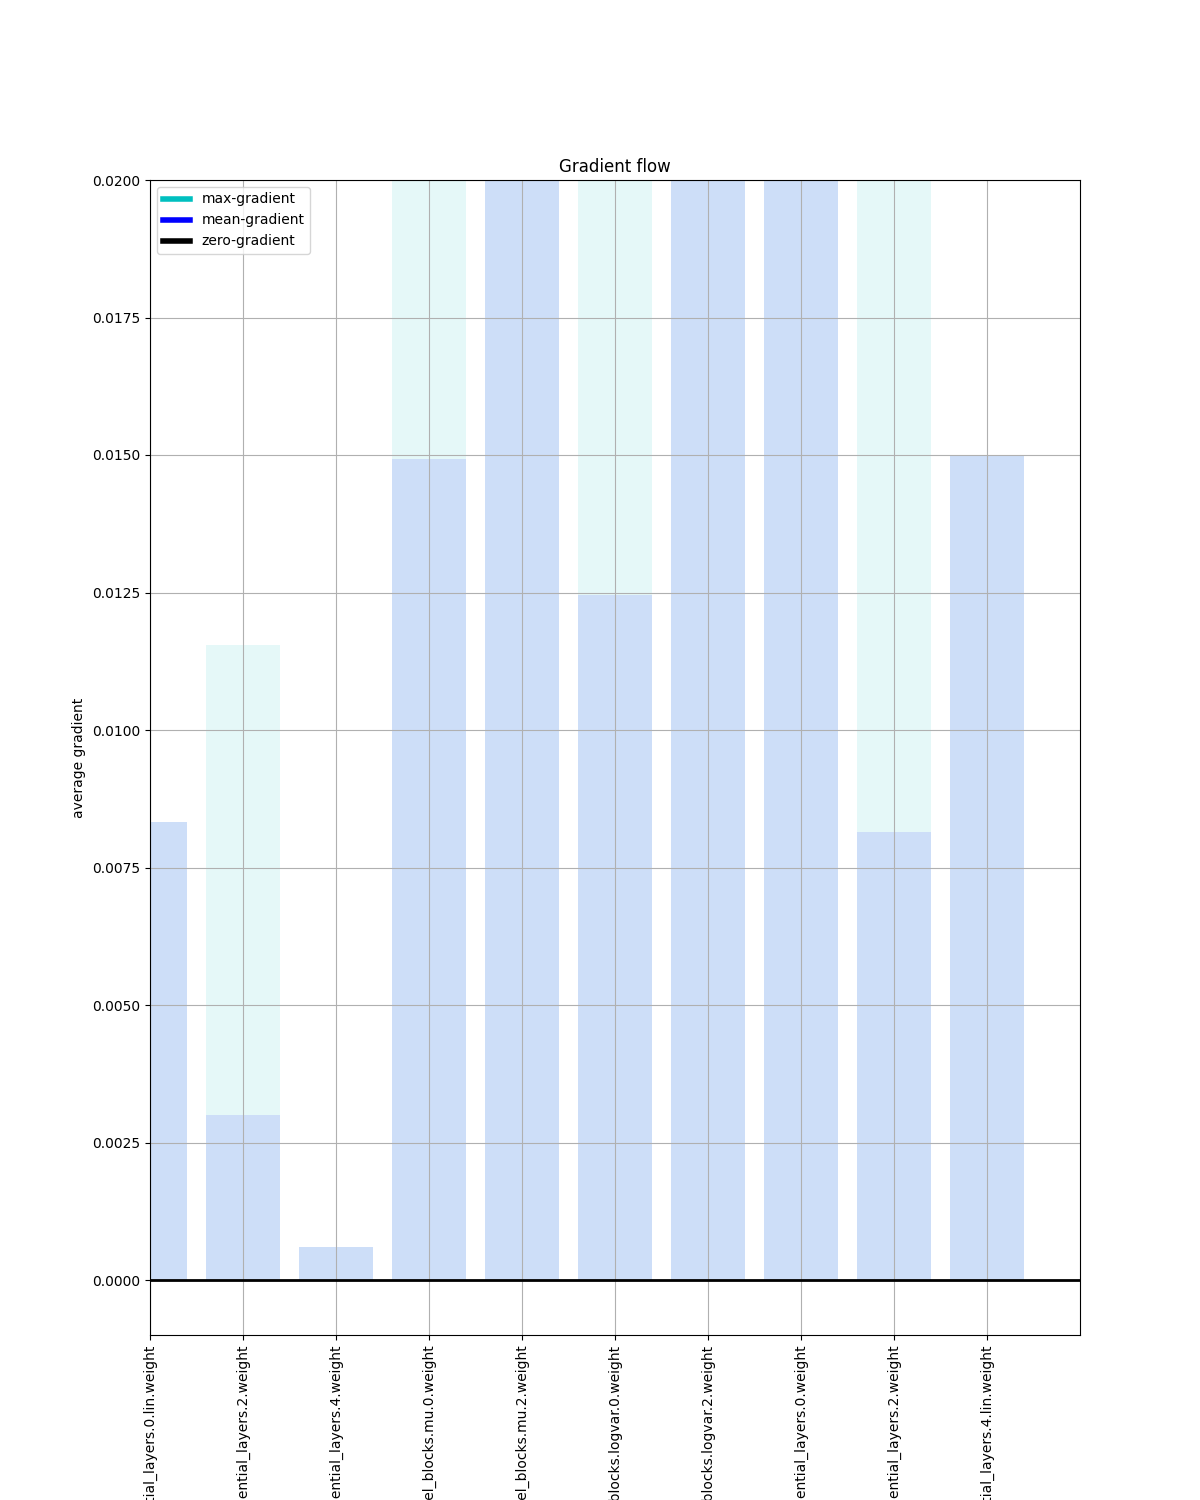 Gradient flow
max-gradient
mean-gradient
zero-gradient
0.0200
0.0175
0.0150
0.0125
0.0100
0.0075
0.0050
0.0025
0.0000
average gradient
tial_layers.0.lin.weight
ential_layers.2.weight
ential_layers.4.weight
el_blocks.mu.0.weight
el_blocks.mu.2.weight
blocks.logvar.0.weight
blocks.logvar.2.weight
ential_layers.0.weight
ential_layers.2.weight
tial_layers.4.lin.weight